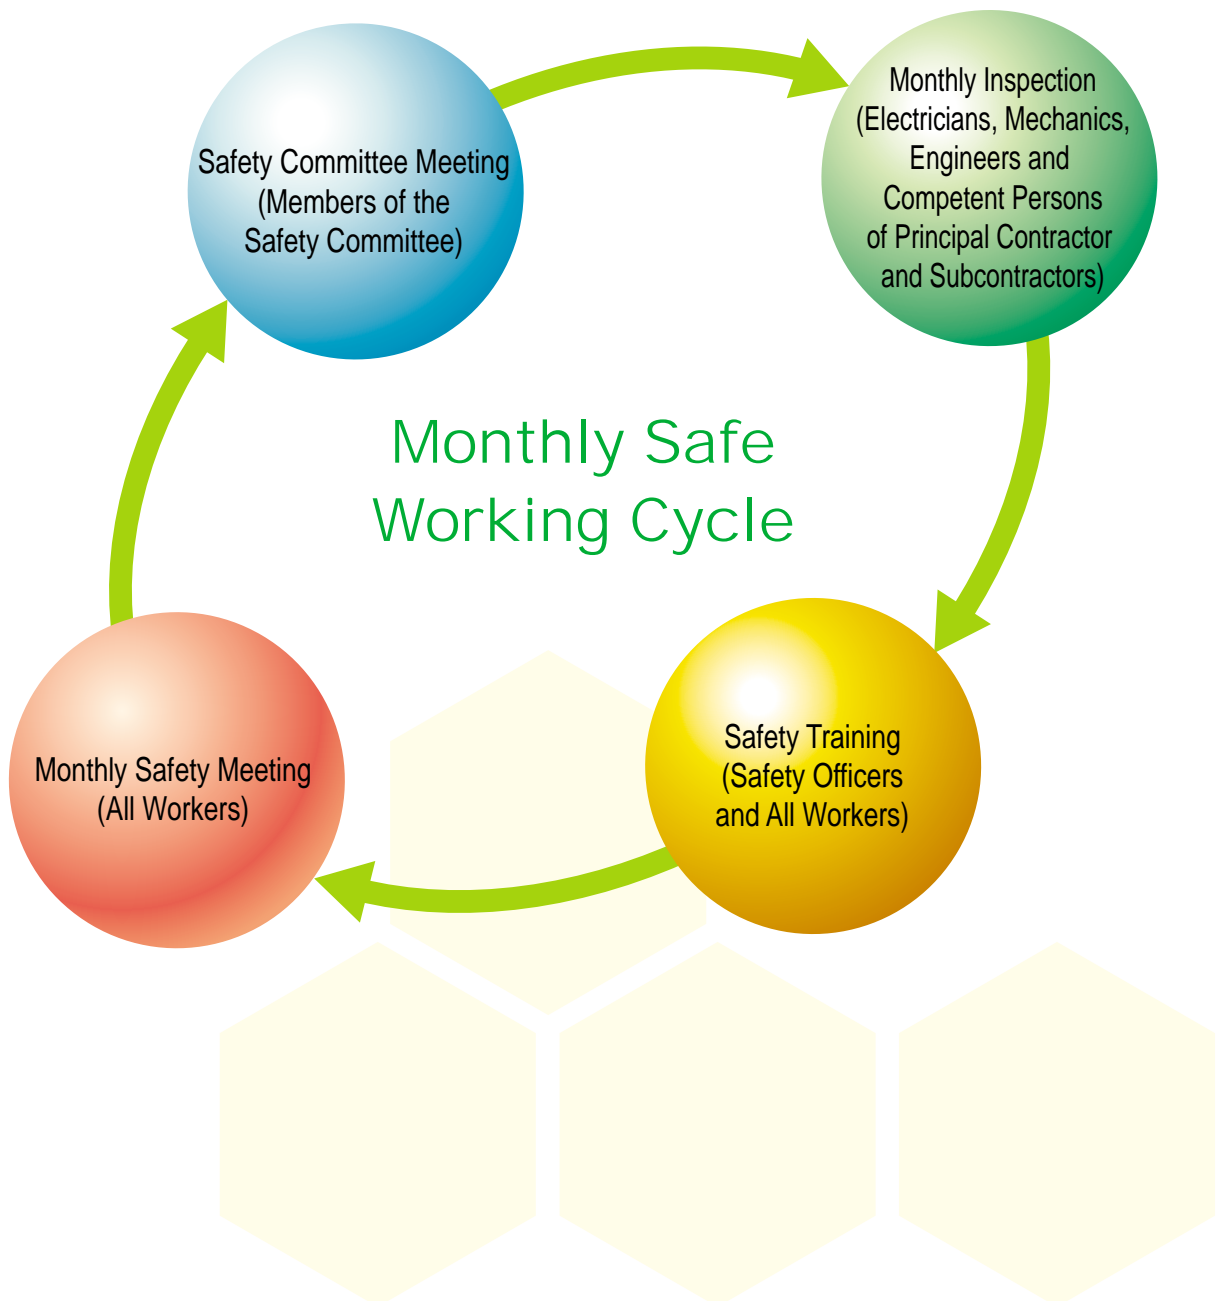 Safety Committee Meeting
(Members of the
Safety Committee)
Monthly Inspection
(Electricians, Mechanics,
Engineers and
Competent Persons
of Principal Contractor
and Subcontractors)
Monthly Safe
Working Cycle
Safety Training
(Safety Officers
and All Workers)
Monthly Safety Meeting
(All Workers)